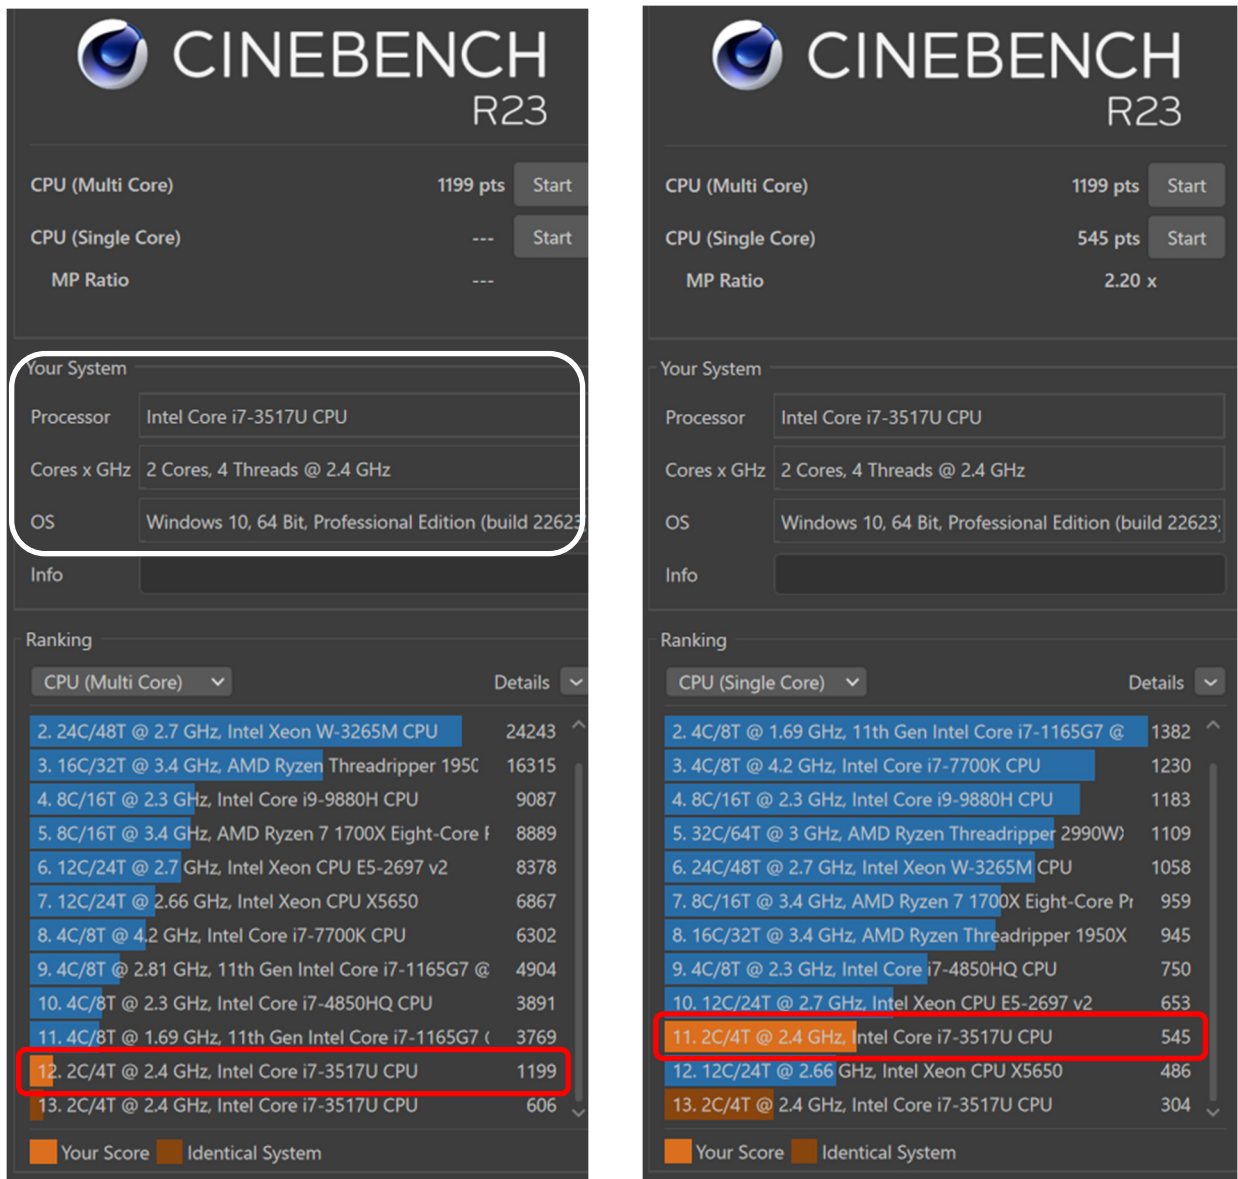 CINEBENCH
R23
CPU (Multi Core) 1199 pts Start
CPU (Single Core) --- Start
MP Ratio ---
Your System
Processor Intel Core i7-3517U CPU
Cores x GHz 2 Cores, 4 Threads @ 2.4 GHz
OS Windows 10, 64 Bit, Professional Edition (build 22623
Info
Ranking
CPU (Multi Core) Details
2. 24C/48T @ 2.7 GHz, Intel Xeon W-3265M CPU 24243
3. 16C/32T @ 3.4 GHz, AMD Ryzen Threadripper 1950 16315
4. 8C/16T @ 2.3 GHz, Intel Core i9-9880H CPU 9087
5. 8C/16T @ 3.4 GHz, AMD Ryzen 7 1700X Eight-Core 8889
6. 12C/24T @ 2.7 GHz, Intel Xeon CPU E5-2697 v2 8378
7. 12C/24T @ 2.66 GHz, Intel Xeon CPU X5650 6867
8. 4C/8T @ 4.2 GHz, Intel Core i7-7700K CPU 6302
9. 4C/8T @ 2.81 GHz, 11th Gen Intel Core i7-1165G7 @ 4904
10. 4C/8T @ 2.3 GHz, Intel Core i7-4850HQ CPU 3891
11. 4C/8T @ 1.69 GHz, 11th Gen Intel Core i7-1165G7 3769
12. 2C/4T @ 2.4 GHz, Intel Core i7-3517U CPU 1199
13. 2C/4T @ 2.4 GHz, Intel Core i7-3517U CPU 606
Your Score Identical System
CINEBENCH
R23
CPU (Multi Core) 1199 pts Start
CPU (Single Core) 545 pts Start
MP Ratio 2.20 x
Your System
Processor Intel Core i7-3517U CPU
Cores x GHz 2 Cores, 4 Threads @ 2.4 GHz
OS Windows 10, 64 Bit, Professional Edition (build 22623)
Info
Ranking
CPU (Single Core) Details
2. 4C/8T @ 1.69 GHz, 11th Gen Intel Core i7-1165G7 @ 1382
3. 4C/8T @ 4.2 GHz, Intel Core i7-7700K CPU 1230
4. 8C/16T @ 2.3 GHz, Intel Core i9-9880H CPU 1183
5. 32C/64T @ 3 GHz, AMD Ryzen Threadripper 2990WX 1109
6. 24C/48T @ 2.7 GHz, Intel Xeon W-3265M CPU 1058
7. 8C/16T @ 3.4 GHz, AMD Ryzen 7 1700X Eight-Core Pr 959
8. 16C/32T @ 3.4 GHz, AMD Ryzen Threadripper 1950X 945
9. 4C/8T @ 2.3 GHz, Intel Core i7-4850HQ CPU 750
10. 12C/24T @ 2.7 GHz, Intel Xeon CPU E5-2697 v2 653
11. 2C/4T @ 2.4 GHz, Intel Core i7-3517U CPU 545
12. 12C/24T @ 2.66 GHz, Intel Xeon CPU X5650 486
13. 2C/4T @ 2.4 GHz, Intel Core i7-3517U CPU 304
Your Score Identical System